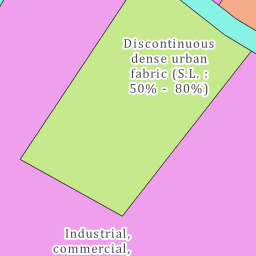 Discontinuous
dense urban
fabric (S.L. :
50% -  80%)
Industrial,
commercial,